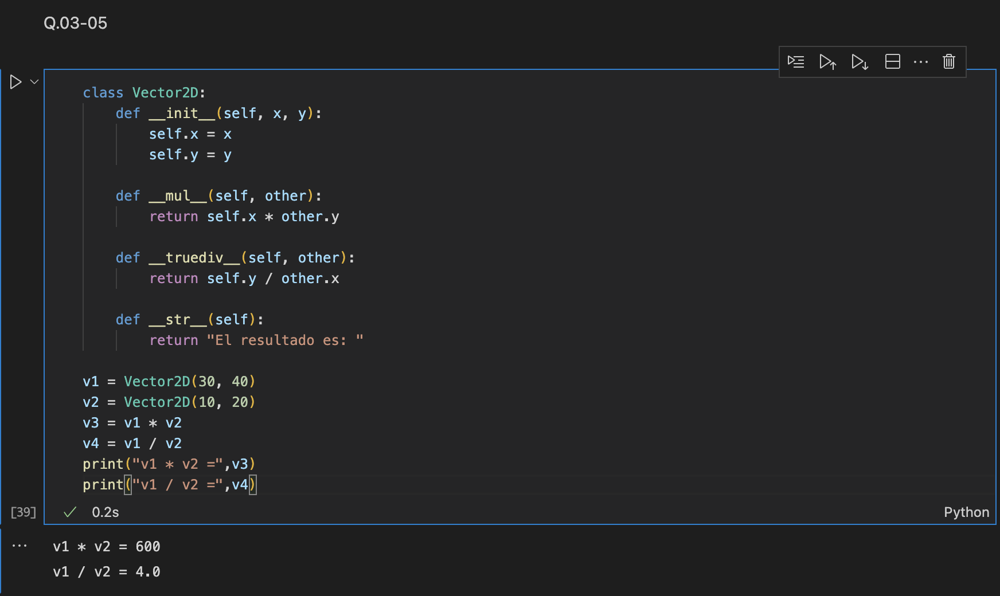 Q.03-05
class Vector2D:
    def __init__(self, x, y):
        self.x = x
        self.y = y
    def __mul__(self, other):
        return self.x * other.y
    def __truediv__(self, other):
        return self.y / other.x
    def __str__(self):
        return "El resultado es: "
v1 = Vector2D(30, 40)
v2 = Vector2D(10, 20)
v3 = v1 * v2
v4 = v1 / v2
print("v1 * v2 =",v3)
print("v1 / v2 =",v4)
[39] 0.2s Python
v1 * v2 = 600
v1 / v2 = 4.0